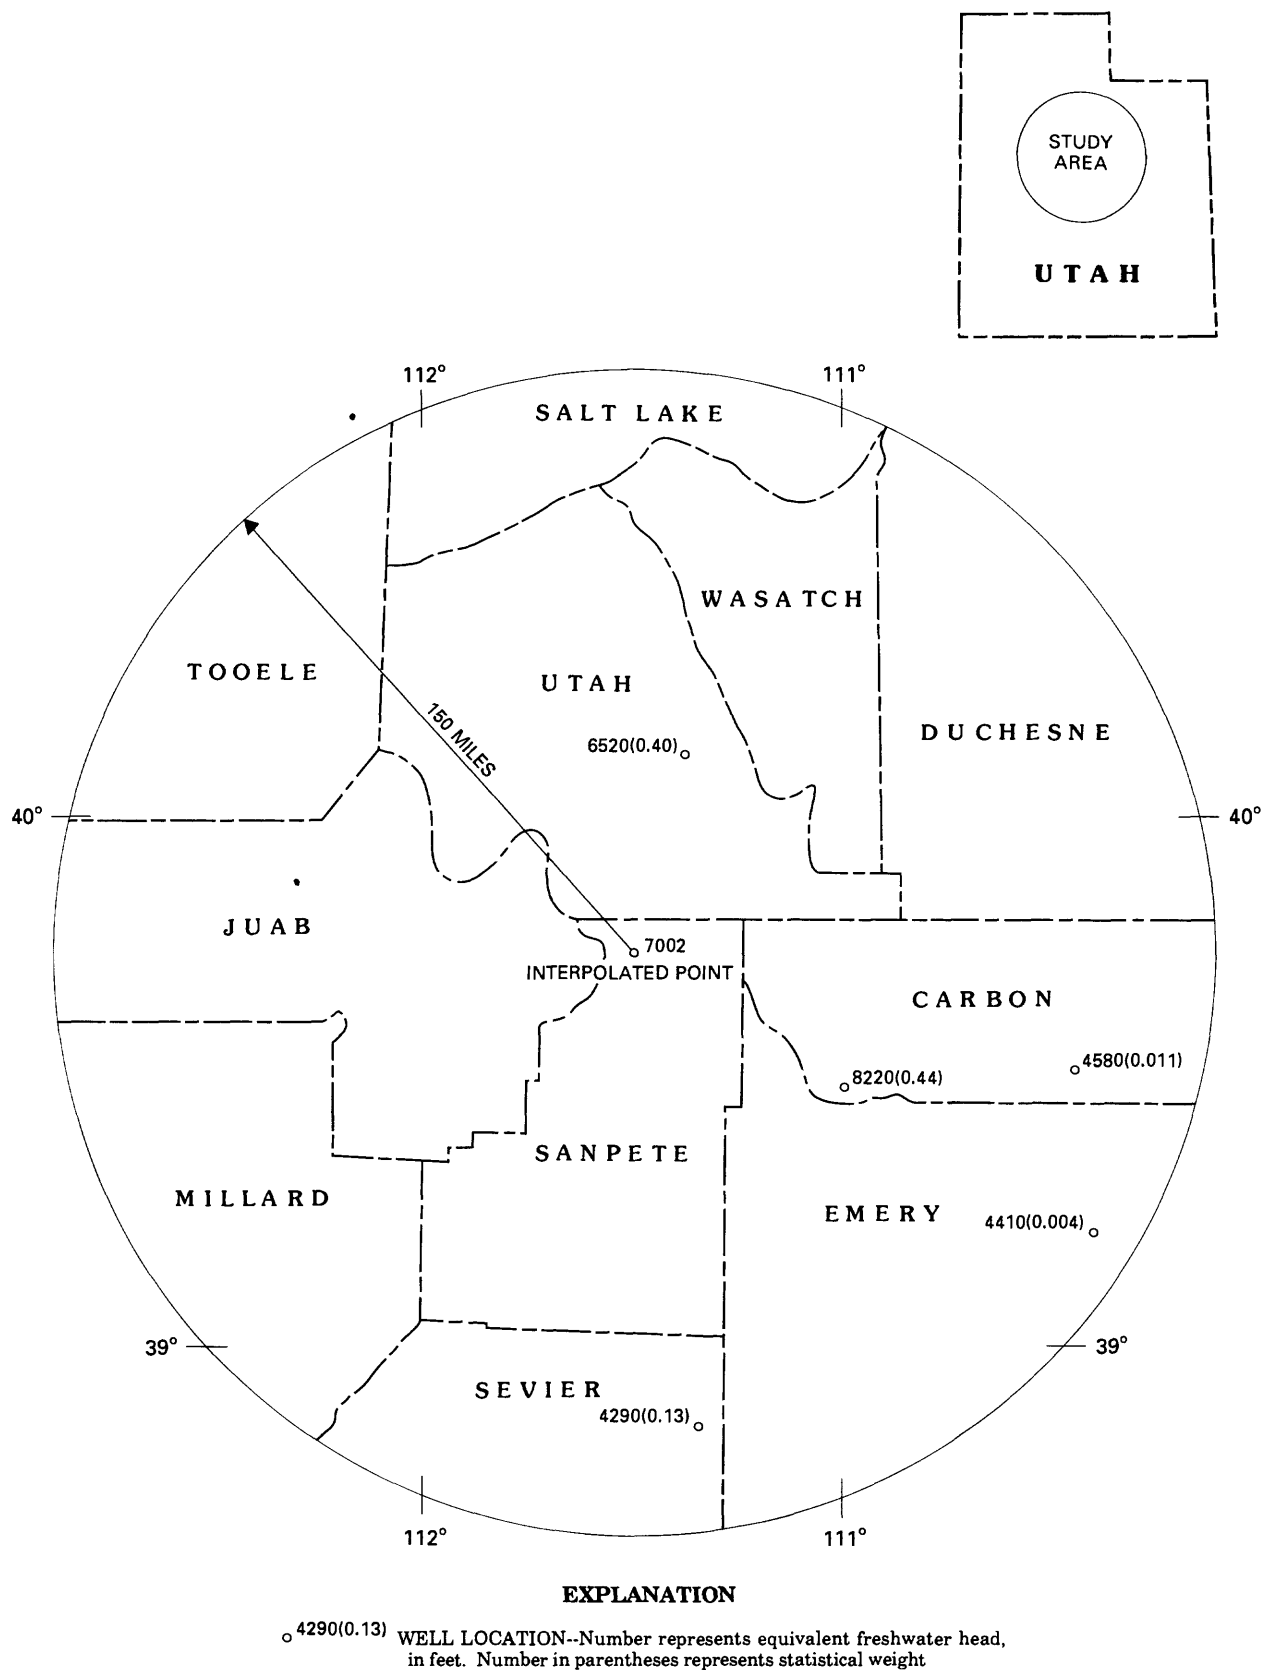 STUDY
AREA
UTAH
112°
111°
SALT LAKE
WASATCH
TOOELE
UTAH
150 MILES
DUCHESNE
6520(0.40)
40°
40°
JUAB
7002
INTERPOLATED POINT
CARBON
4580(0.011)
8220(0.44)
SANPETE
MILLARD
EMERY
4410(0.004)
39°
39°
SEVIER
4290(0.13)
112°
111°
EXPLANATION
4290(0.13) WELL LOCATION--Number represents equivalent freshwater head,
in feet. Number in parentheses represents statistical weight